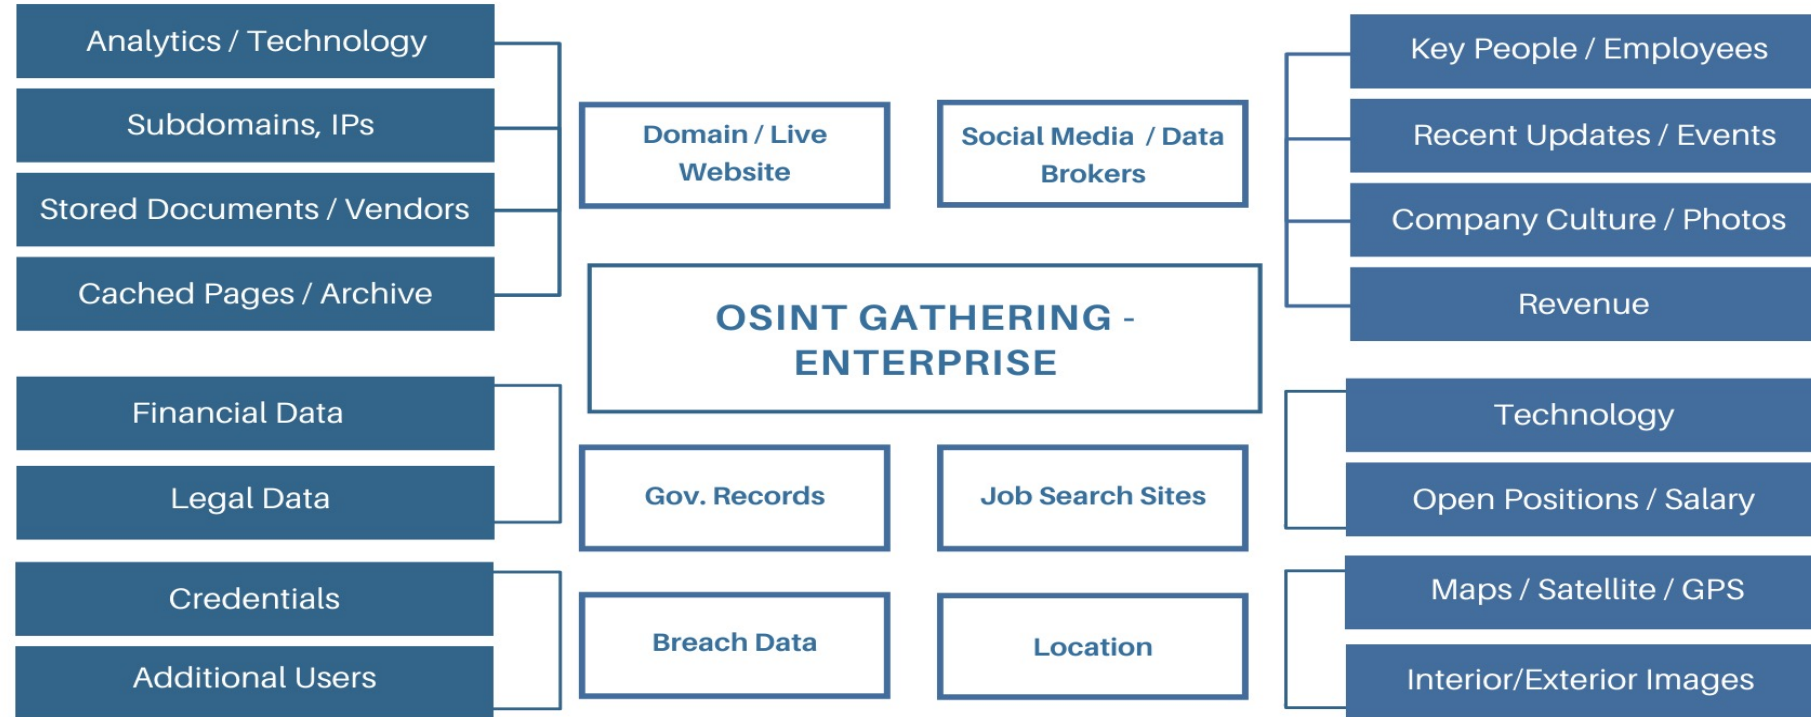 Analytics / Technology
Subdomains, IPs
Stored Documents / Vendors
Cached Pages / Archive
Domain / Live
Website
Social Media / Data
Brokers
Key People / Employees
Recent Updates / Events
Company Culture / Photos
Revenue
OSINT GATHERING -
ENTERPRISE
Financial Data
Legal Data
Gov. Records
Job Search Sites
Technology
Open Positions / Salary
Credentials
Additional Users
Breach Data
Location
Maps / Satellite / GPS
Interior/Exterior Images